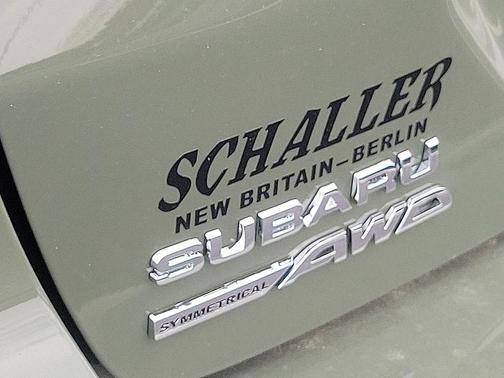 SCHALLER
NEW BRITAIN-BERLIN
SUBARU
SYMMETRICAL AWD